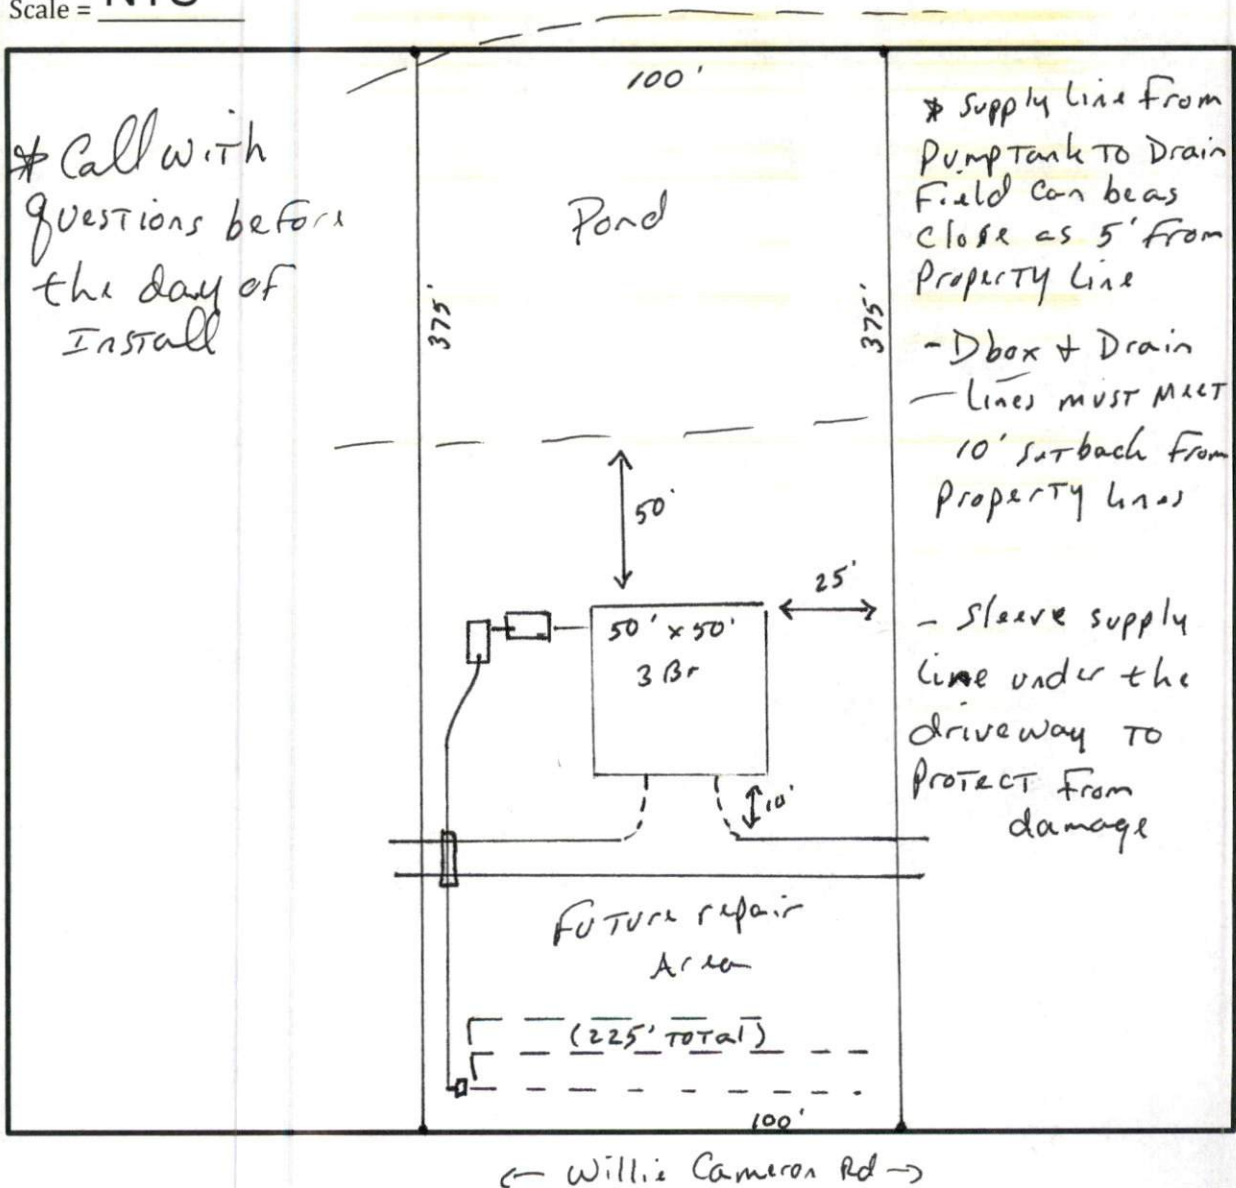 Scale = NTS
100'
* Call with
questions before
the day of
Install
Pond
375'
375'
* Supply Line From
Pump Tank To Drain
Field Can be as
close as 5' from
Property Line
- Dbox + Drain
- Lines must meet
10' setback from
Property lines
50'
25'
50' x 50'
3 Br
- Sleeve supply
line under the
driveway To
Protect from
damage
10'
Future repair
Area
(225' Total)
100'
← Willie Cameron Rd →